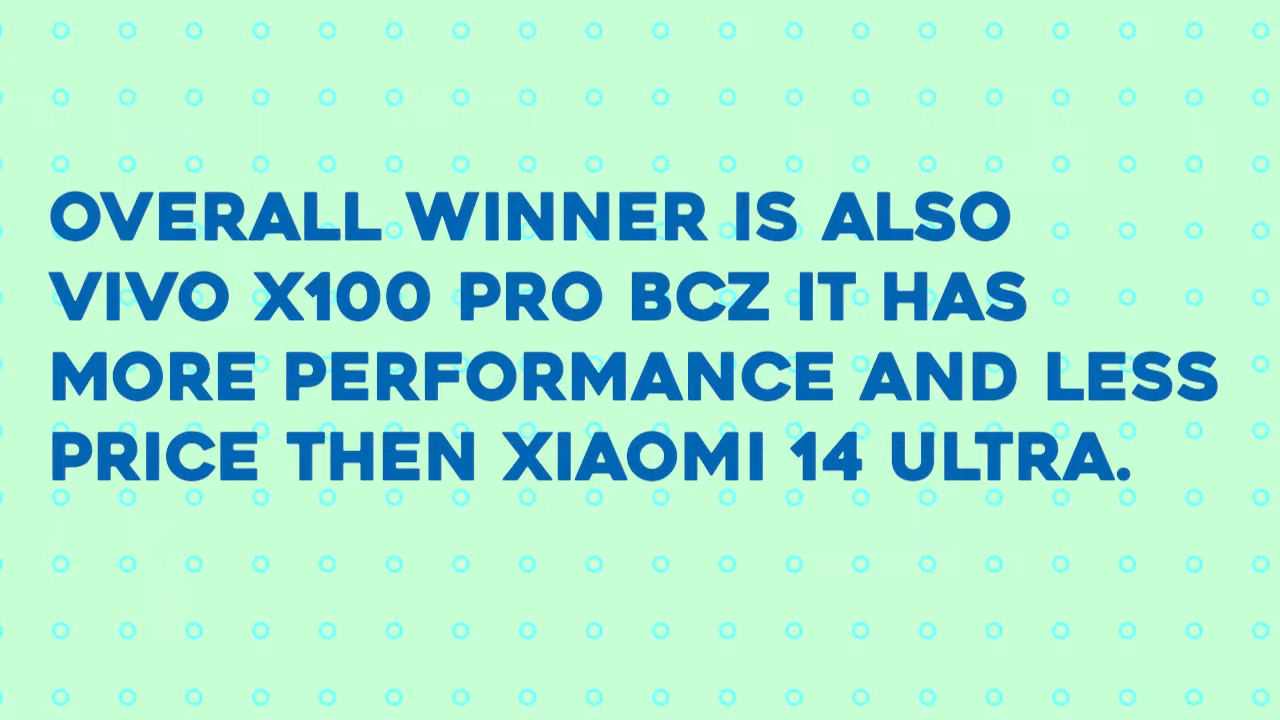 OVERALL WINNER IS ALSO
VIVO X100 PRO BCZ IT HAS
MORE PERFORMANCE AND LESS
PRICE THEN XIAOMI 14 ULTRA.